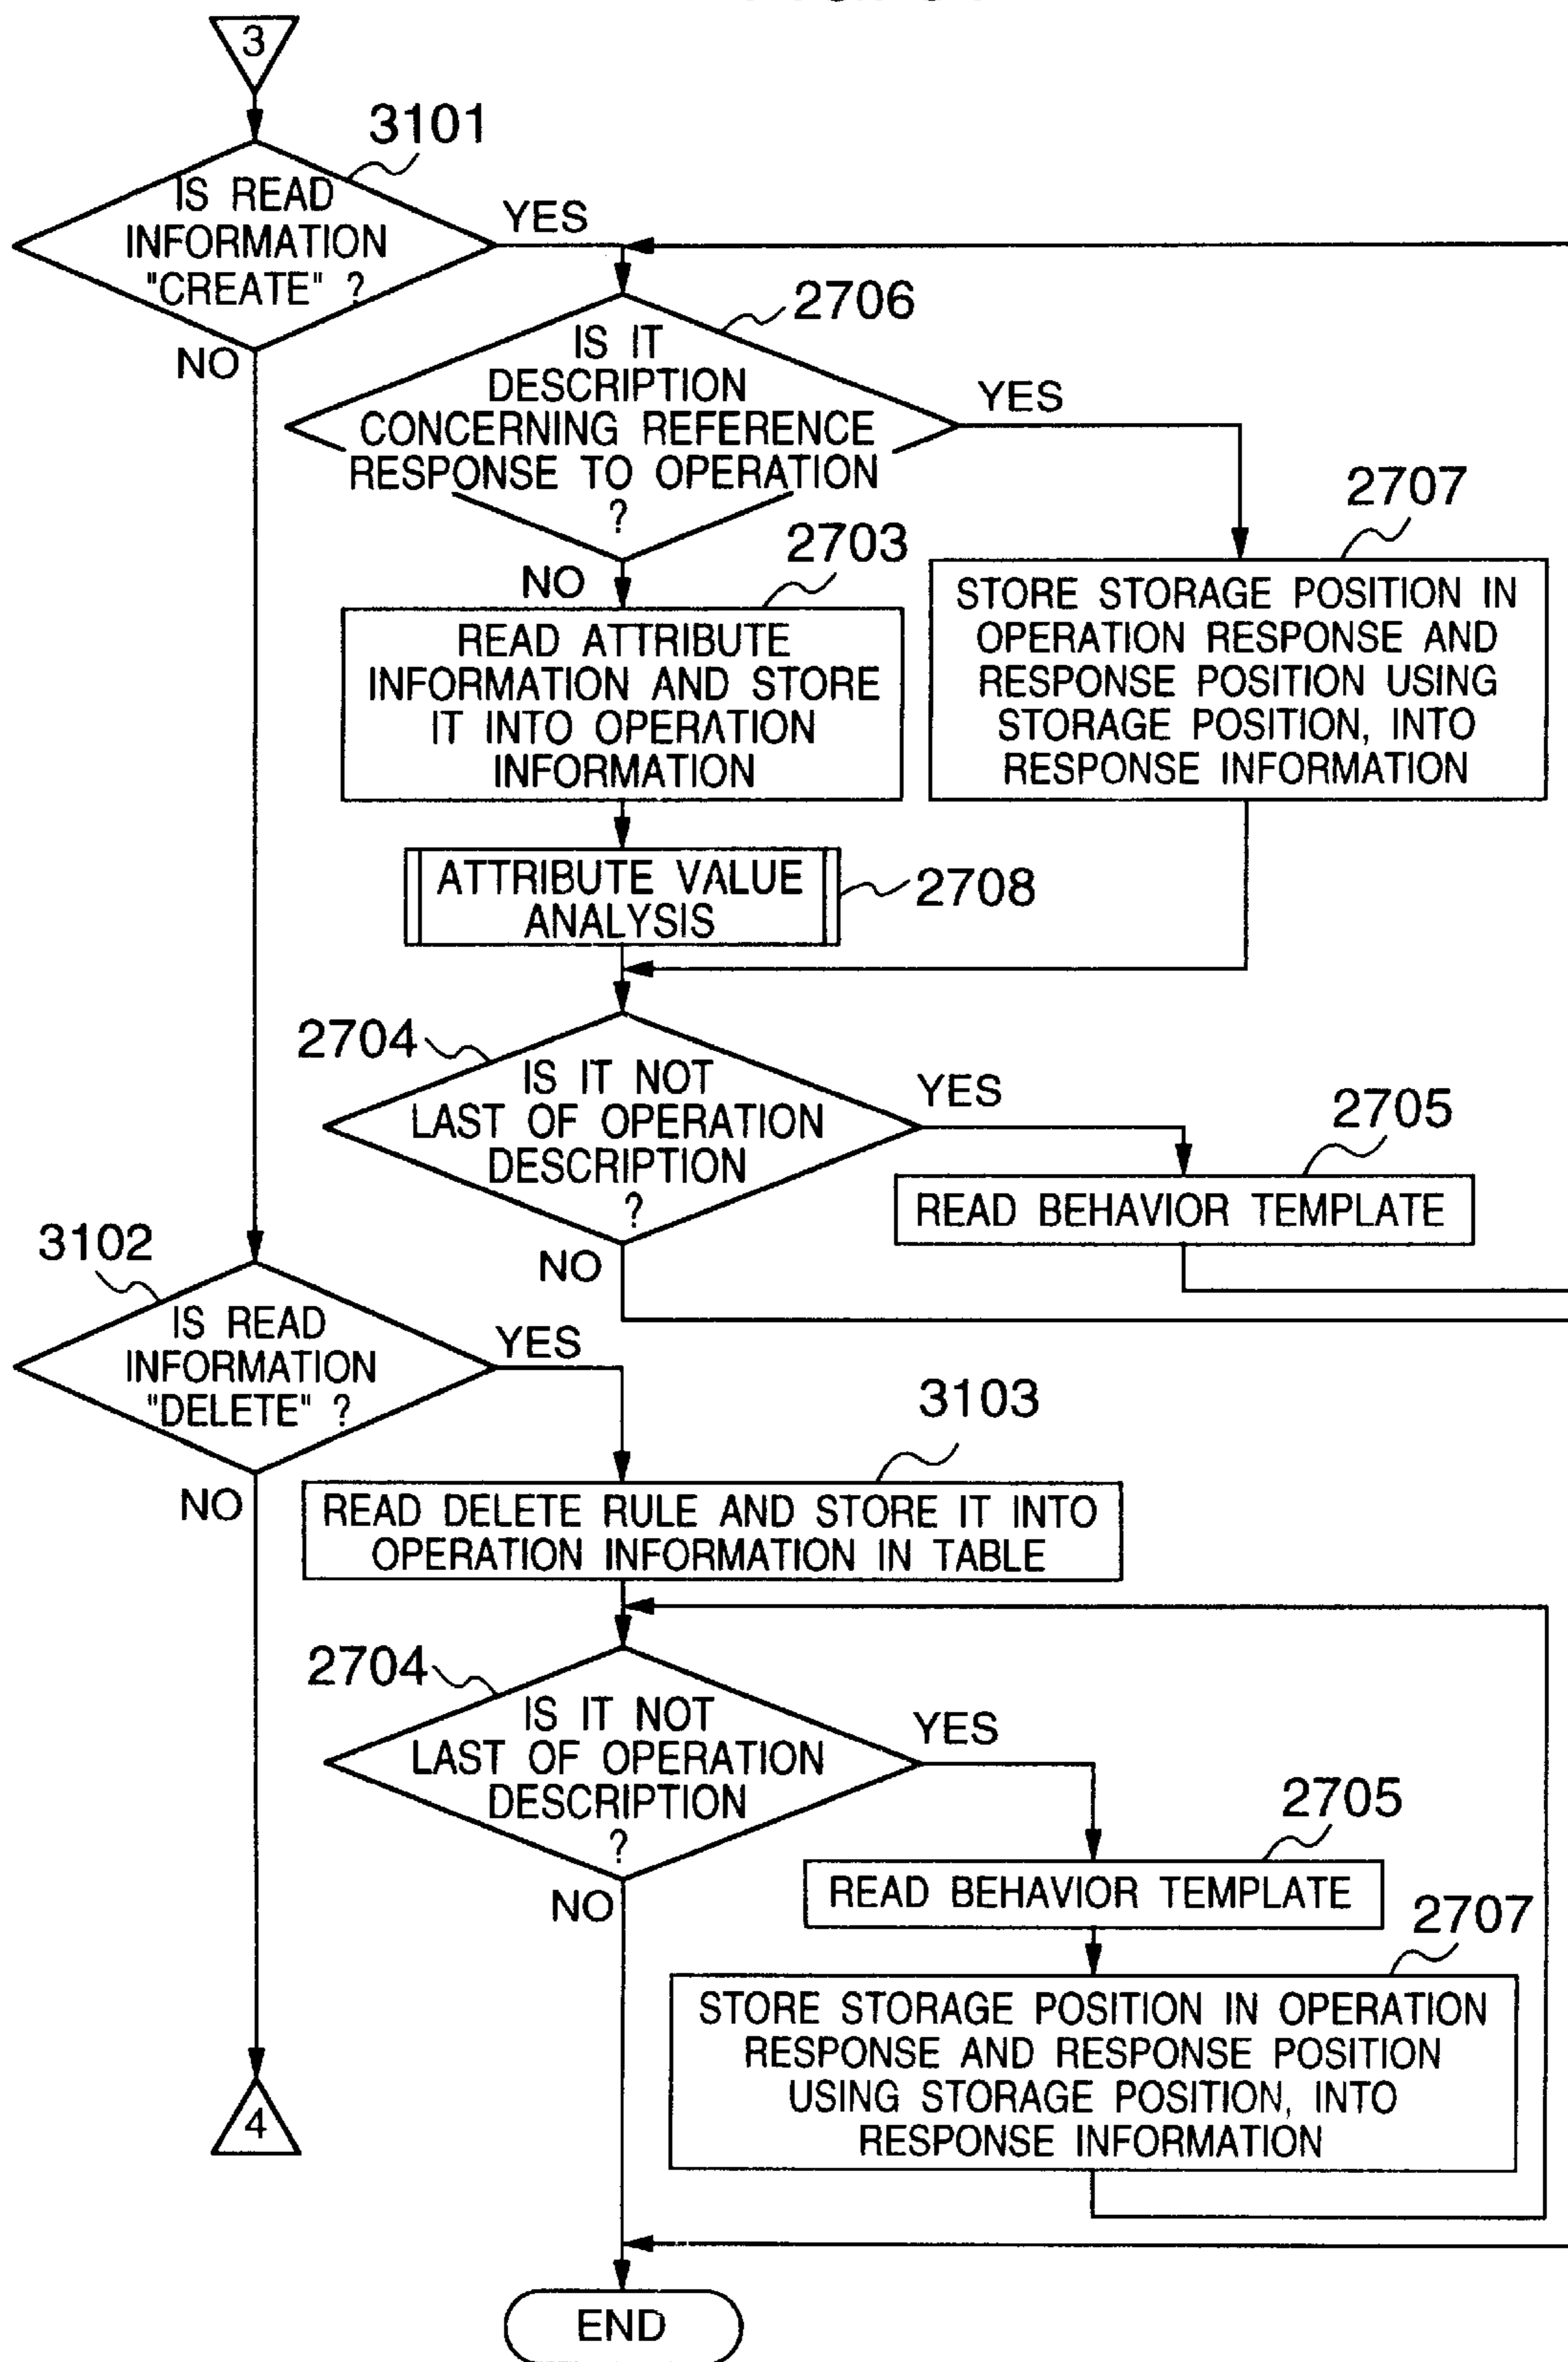 3
3101
IS READ
INFORMATION
"CREATE" ?
YES
NO
2706
IS IT
DESCRIPTION
CONCERNING REFERENCE
RESPONSE TO OPERATION
?
YES
NO
2707
STORE STORAGE POSITION IN
OPERATION RESPONSE AND
RESPONSE POSITION USING
STORAGE POSITION, INTO
RESPONSE INFORMATION
2703
READ ATTRIBUTE
INFORMATION AND STORE
IT INTO OPERATION
INFORMATION
ATTRIBUTE VALUE
ANALYSIS
2708
2704
IS IT NOT
LAST OF OPERATION
DESCRIPTION
?
YES
NO
2705
READ BEHAVIOR TEMPLATE
3102
IS READ
INFORMATION
"DELETE" ?
YES
NO
3103
READ DELETE RULE AND STORE IT INTO
OPERATION INFORMATION IN TABLE
2704
IS IT NOT
LAST OF OPERATION
DESCRIPTION
?
YES
NO
2705
READ BEHAVIOR TEMPLATE
2707
STORE STORAGE POSITION IN OPERATION
RESPONSE AND RESPONSE POSITION
USING STORAGE POSITION, INTO
RESPONSE INFORMATION
4
END